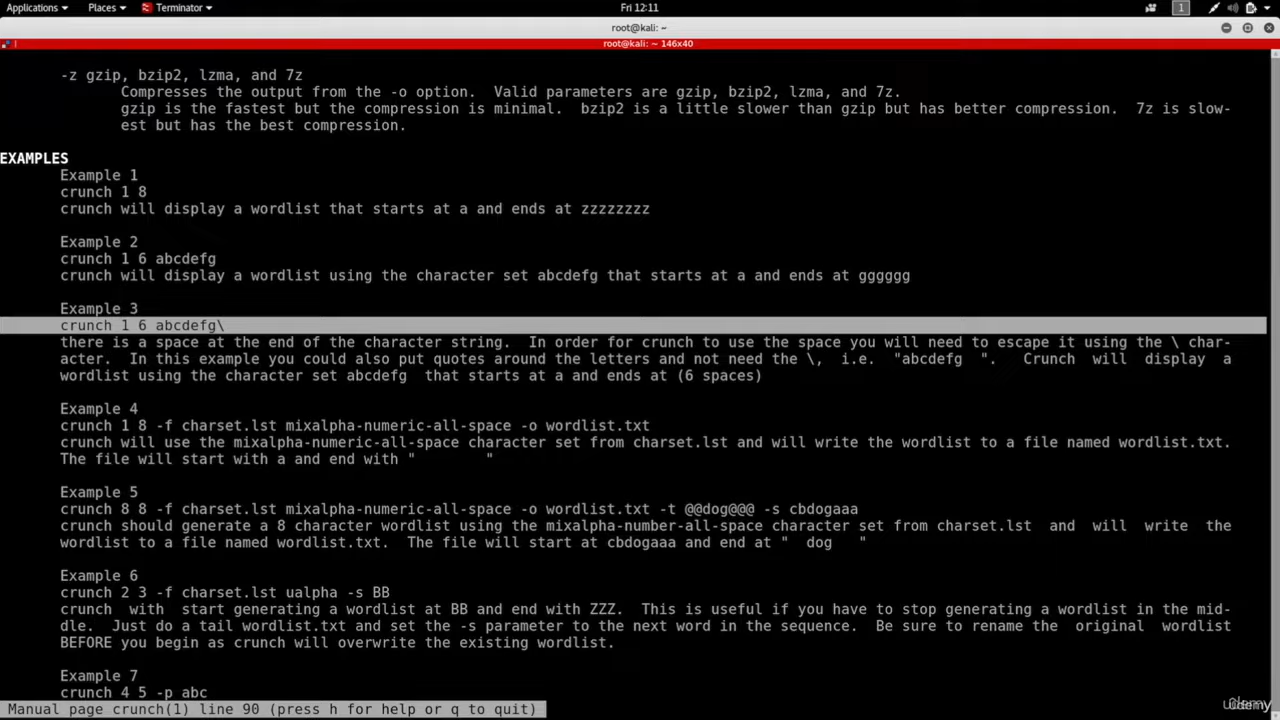 Applications Places Terminator Fri 12:11 1
root@kali: ~
root@kali: ~ 146x40
-z gzip, bzip2, lzma, and 7z
Compresses the output from the -o option. Valid parameters are gzip, bzip2, lzma, and 7z.
gzip is the fastest but the compression is minimal. bzip2 is a little slower than gzip but has better compression. 7z is slow-
est but has the best compression.
EXAMPLES
Example 1
crunch 1 8
crunch will display a wordlist that starts at a and ends at zzzzzzzz
Example 2
crunch 1 6 abcdefg
crunch will display a wordlist using the character set abcdefg that starts at a and ends at gggggg
Example 3
crunch 1 6 abcdefg\
there is a space at the end of the character string. In order for crunch to use the space you will need to escape it using the \ char-
acter. In this example you could also put quotes around the letters and not need the \, i.e. "abcdefg ". Crunch will display a
wordlist using the character set abcdefg that starts at a and ends at (6 spaces)
Example 4
crunch 1 8 -f charset.lst mixalpha-numeric-all-space -o wordlist.txt
crunch will use the mixalpha-numeric-all-space character set from charset.lst and will write the wordlist to a file named wordlist.txt.
The file will start with a and end with "        "
Example 5
crunch 8 8 -f charset.lst mixalpha-numeric-all-space -o wordlist.txt -t @@dog@@@ -s cbdogaaa
crunch should generate a 8 character wordlist using the mixalpha-number-all-space character set from charset.lst and will write the
wordlist to a file named wordlist.txt. The file will start at cbdogaaa and end at "  dog   "
Example 6
crunch 2 3 -f charset.lst ualpha -s BB
crunch with start generating a wordlist at BB and end with ZZZ. This is useful if you have to stop generating a wordlist in the mid-
dle. Just do a tail wordlist.txt and set the -s parameter to the next word in the sequence. Be sure to rename the original wordlist
BEFORE you begin as crunch will overwrite the existing wordlist.
Example 7
crunch 4 5 -p abc
Manual page crunch(1) line 90 (press h for help or q to quit)
Udemy